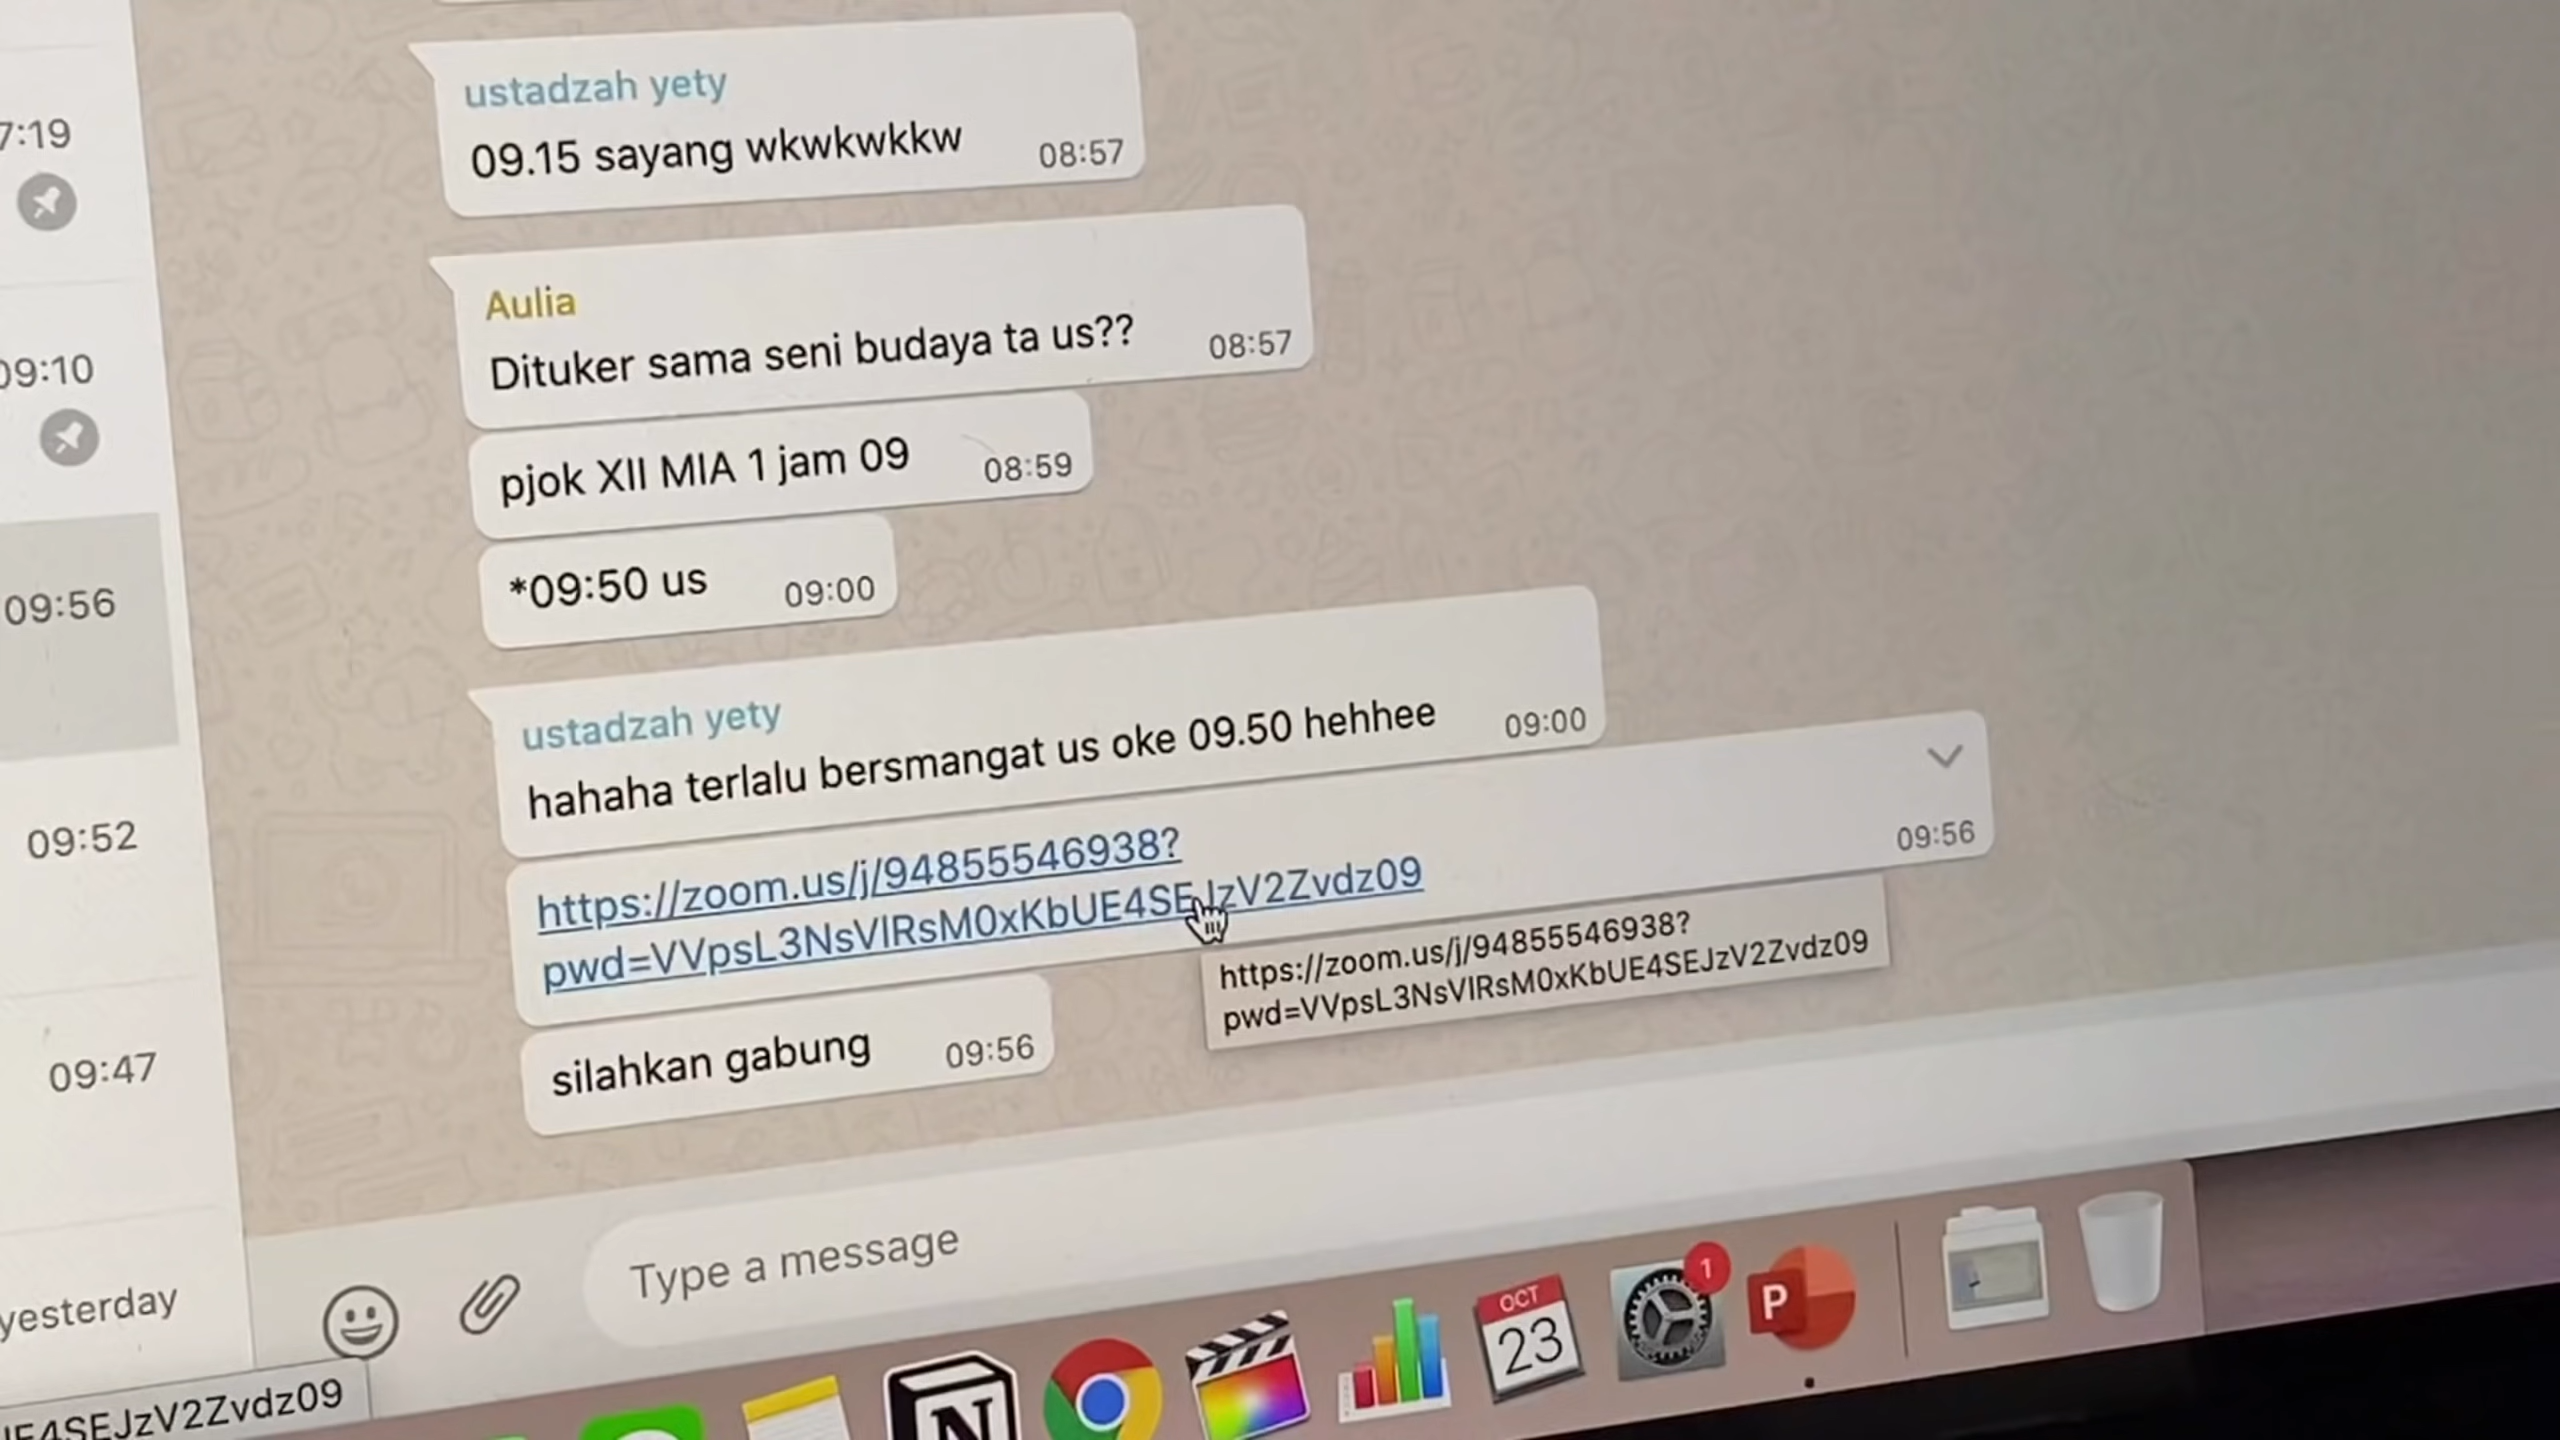 7:19
09:10
09:56
09:52
09:47
yesterday
ustadzah yety
09.15 sayang wkwkwkkw 08:57
Aulia
Dituker sama seni budaya ta us?? 08:57
pjok XII MIA 1 jam 09 08:59
*09:50 us 09:00
ustadzah yety
hahaha terlalu bersmangat us oke 09.50 hehhee 09:00
https://zoom.us/j/94855546938?
pwd=VVpsL3NsVlRsM0xKbUE4SEJzV2Zvdz09 09:56
https://zoom.us/j/94855546938?
pwd=VVpsL3NsVlRsM0xKbUE4SEJzV2Zvdz09
silahkan gabung 09:56
Type a message
UE4SEJzV2Zvdz09
N
OCT
23
1
P